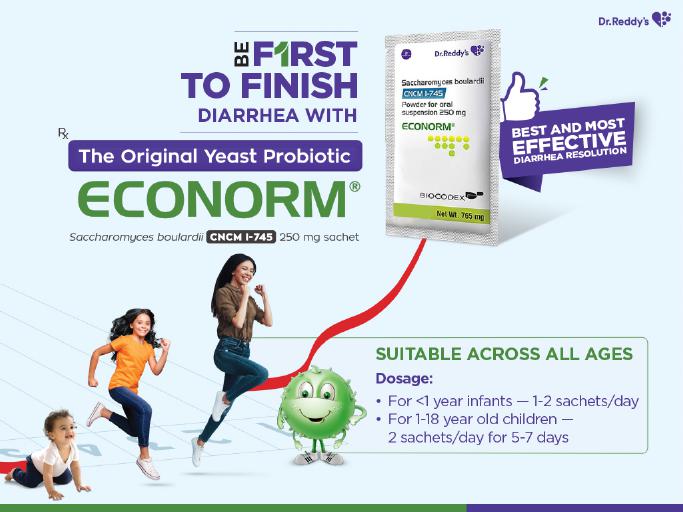 Dr.Reddy's
BE F1RST
TO FINISH
DIARRHEA WITH
Rx
The Original Yeast Probiotic
ECONORM®
Saccharomyces boulardii CNCM I-745 250 mg sachet
Dr.Reddy's
Saccharomyces boulardii
CNCM I-745
Powder for oral
suspension 250 mg
ECONORM®
BIOCODEX
Net Wt. 765 mg
BEST AND MOST
EFFECTIVE
DIARRHEA RESOLUTION
SUITABLE ACROSS ALL AGES
Dosage:
• For <1 year infants — 1-2 sachets/day
• For 1-18 year old children —
2 sachets/day for 5-7 days